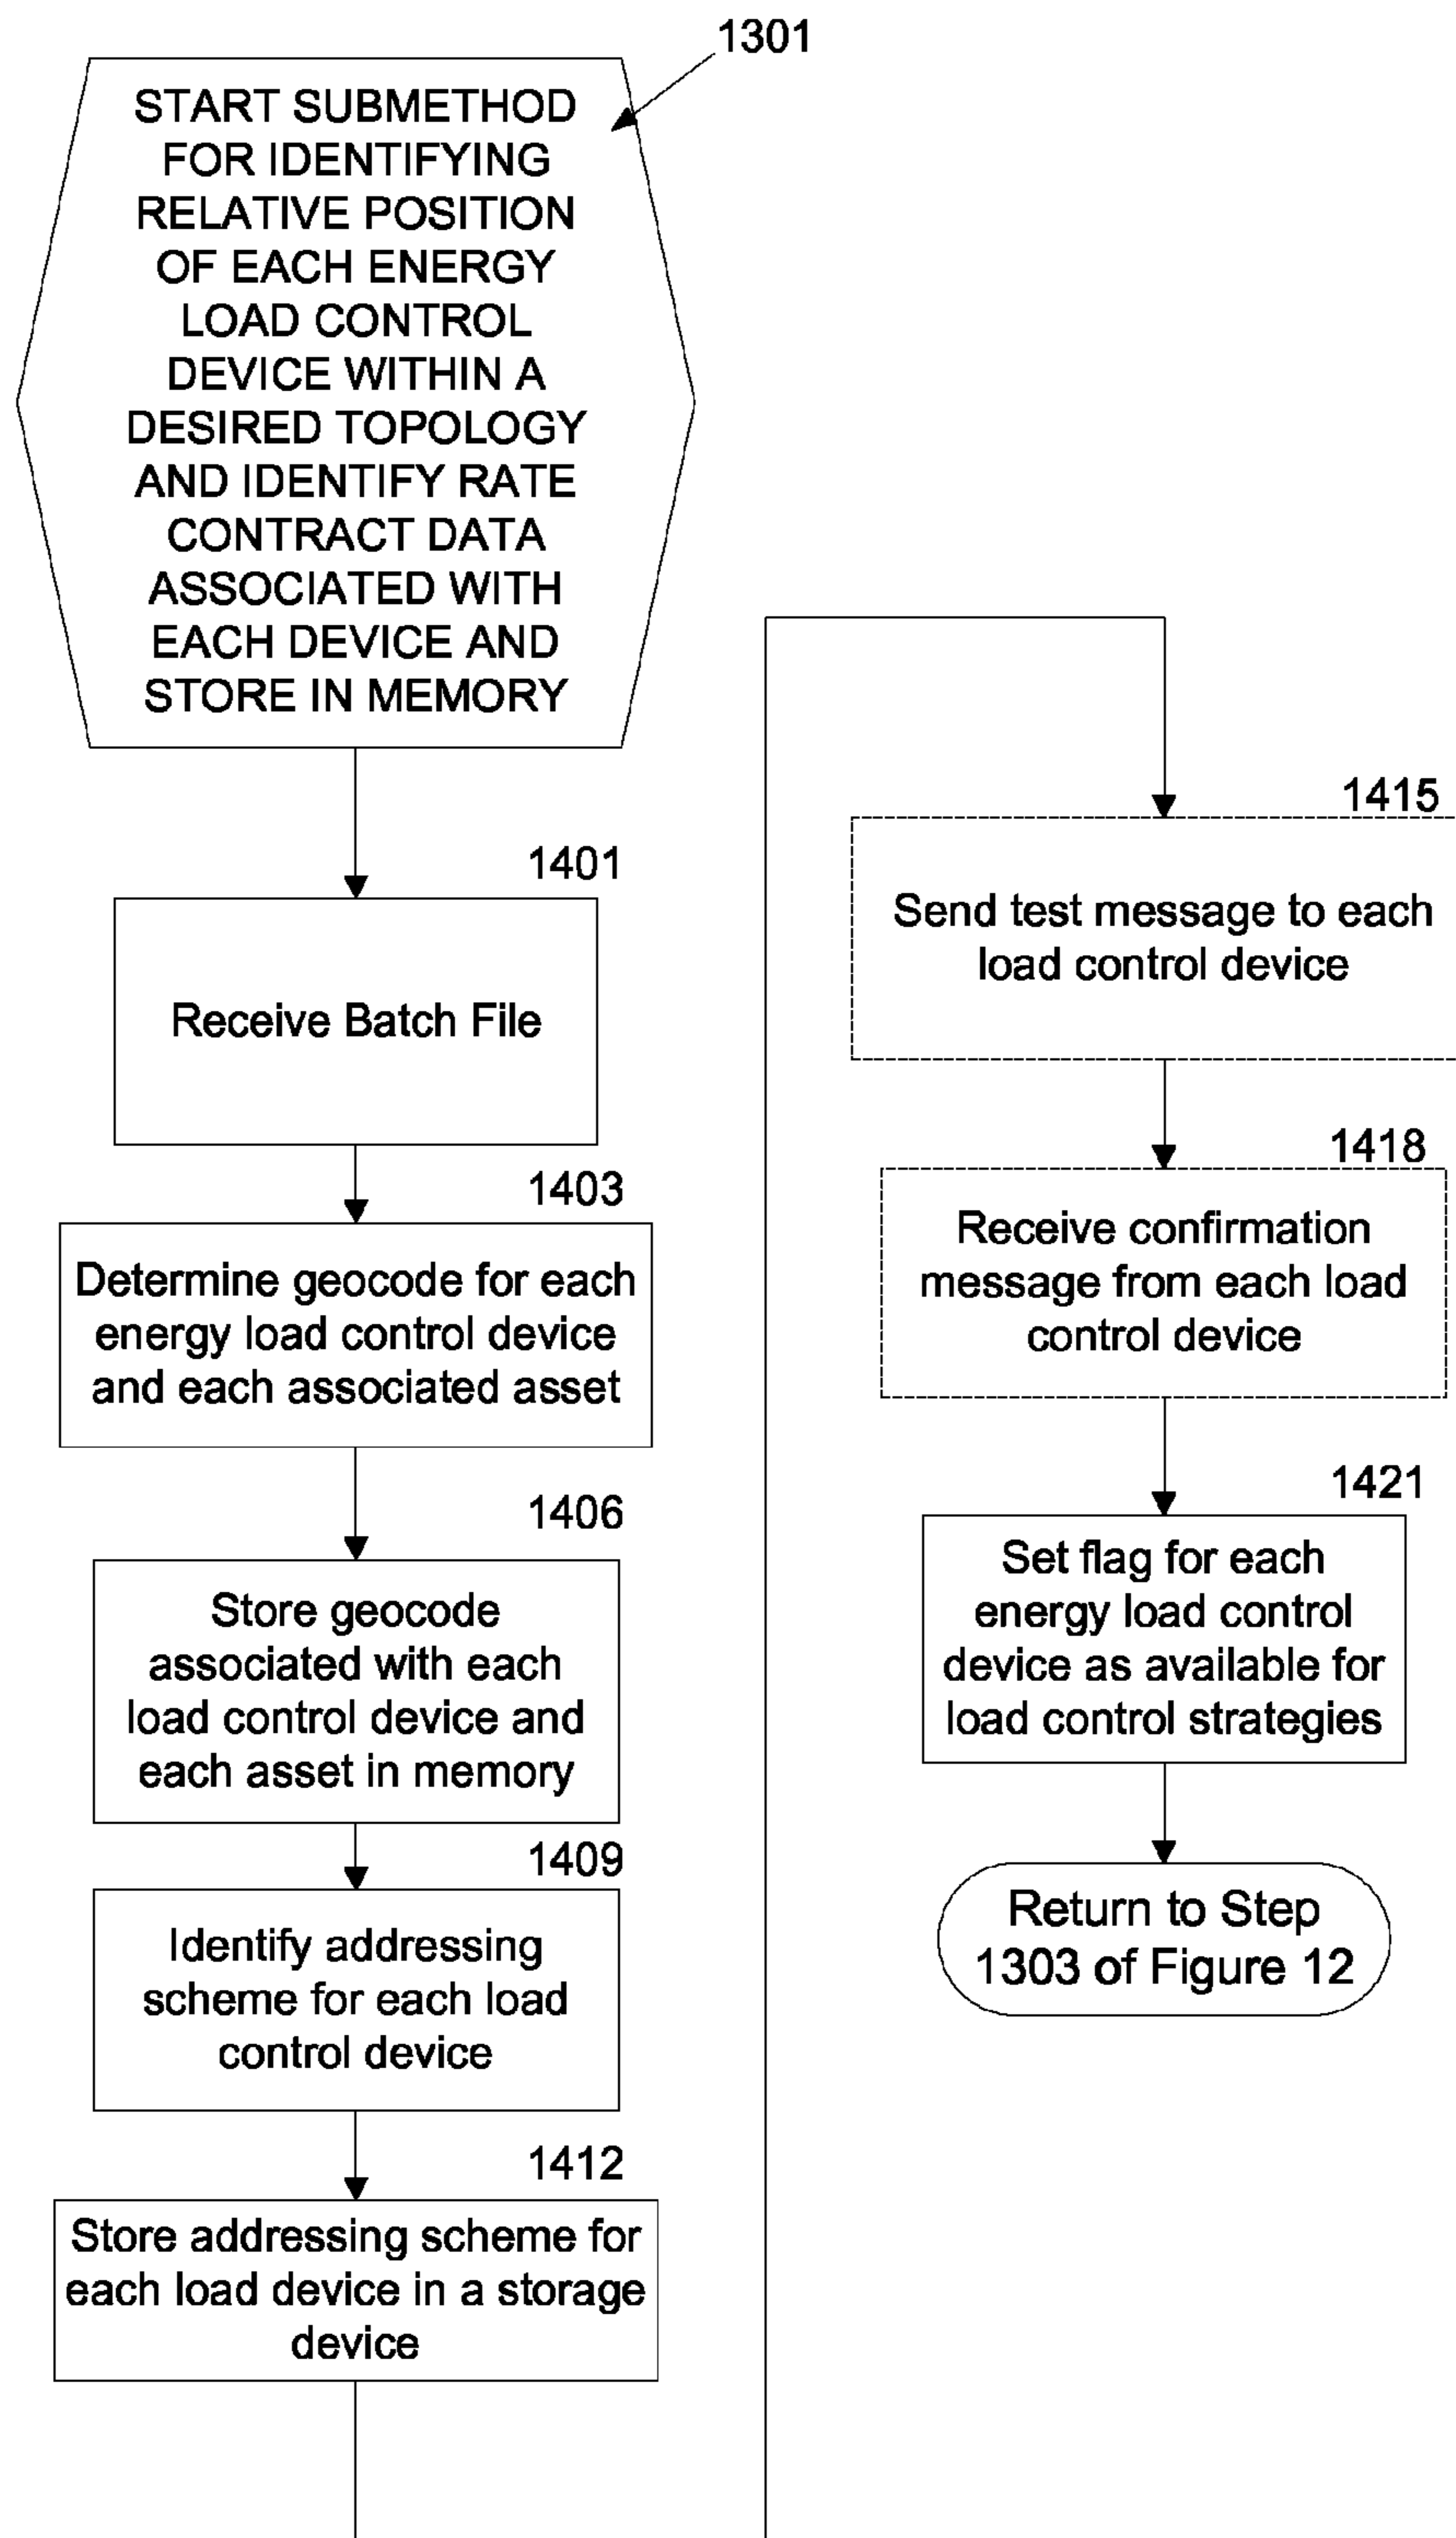 1301
START SUBMETHOD
FOR IDENTIFYING
RELATIVE POSITION
OF EACH ENERGY
LOAD CONTROL
DEVICE WITHIN A
DESIRED TOPOLOGY
AND IDENTIFY RATE
CONTRACT DATA
ASSOCIATED WITH
EACH DEVICE AND
STORE IN MEMORY
1401
Receive Batch File
1403
Determine geocode for each
energy load control device
and each associated asset
1406
Store geocode
associated with each
load control device and
each asset in memory
1409
Identify addressing
scheme for each load
control device
1412
Store addressing scheme for
each load device in a storage
device
1415
Send test message to each
load control device
1418
Receive confirmation
message from each load
control device
1421
Set flag for each
energy load control
device as available for
load control strategies
Return to Step
1303 of Figure 12